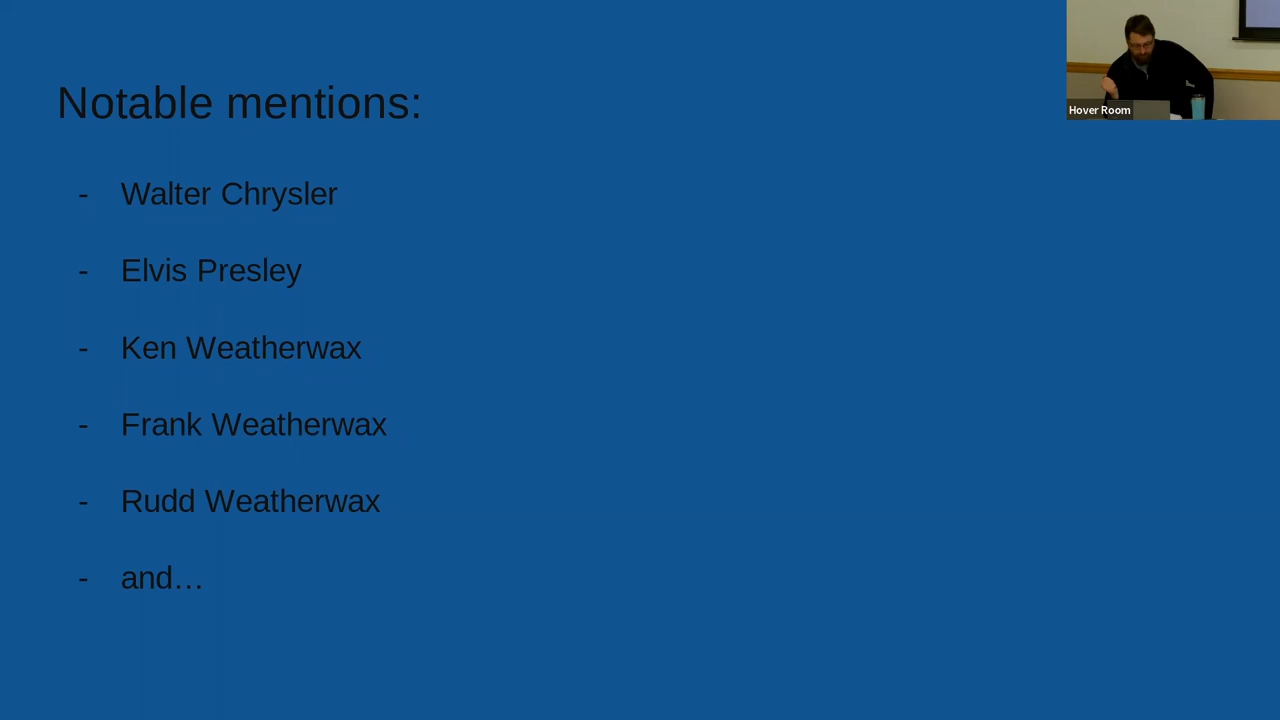 Notable mentions:
- Walter Chrysler
- Elvis Presley
- Ken Weatherwax
- Frank Weatherwax
- Rudd Weatherwax
- and…
Hover Room